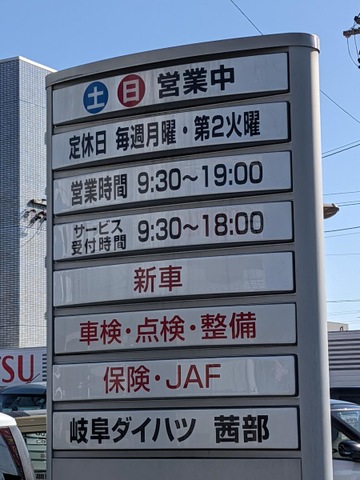 土 日 営業中
定休日 毎週月曜・第2火曜
営業時間 9:30～19:00
サービス受付時間 9:30～18:00
新車
車検・点検・整備
TSU
保険・JAF
岐阜ダイハツ 茜部